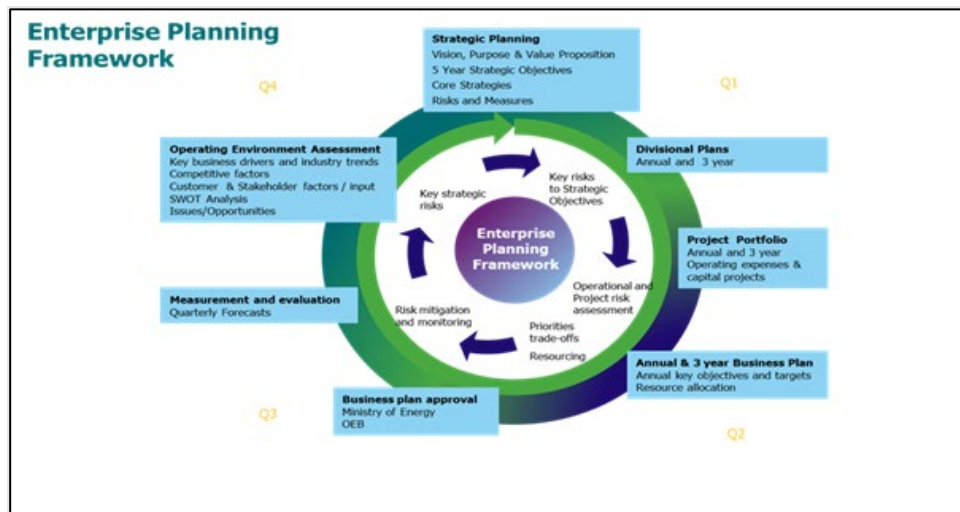 Enterprise Planning
Framework
Strategic Planning
Vision, Purpose & Value Proposition
5 Year Strategic Objectives
Core Strategies
Risks and Measures
Q4
Q1
Operating Environment Assessment
Key business drivers and industry trends
Competitive factors
Customer & Stakeholder factors / input
SWOT Analysis
Issues/Opportunities
Divisional Plans
Annual and 3 year
Key strategic
risks
Key risks
to Strategic
Objectives
Enterprise
Planning
Framework
Project Portfolio
Annual and 3 year
Operating expenses &
capital projects
Measurement and evaluation
Quarterly Forecasts
Risk mitigation
and monitoring
Operational and
Project risk
assessment
Priorities
trade-offs
Resourcing
Annual & 3 year Business Plan
Annual key objectives and targets
Resource allocation
Business plan approval
Ministry of Energy
OEB
Q3
Q2